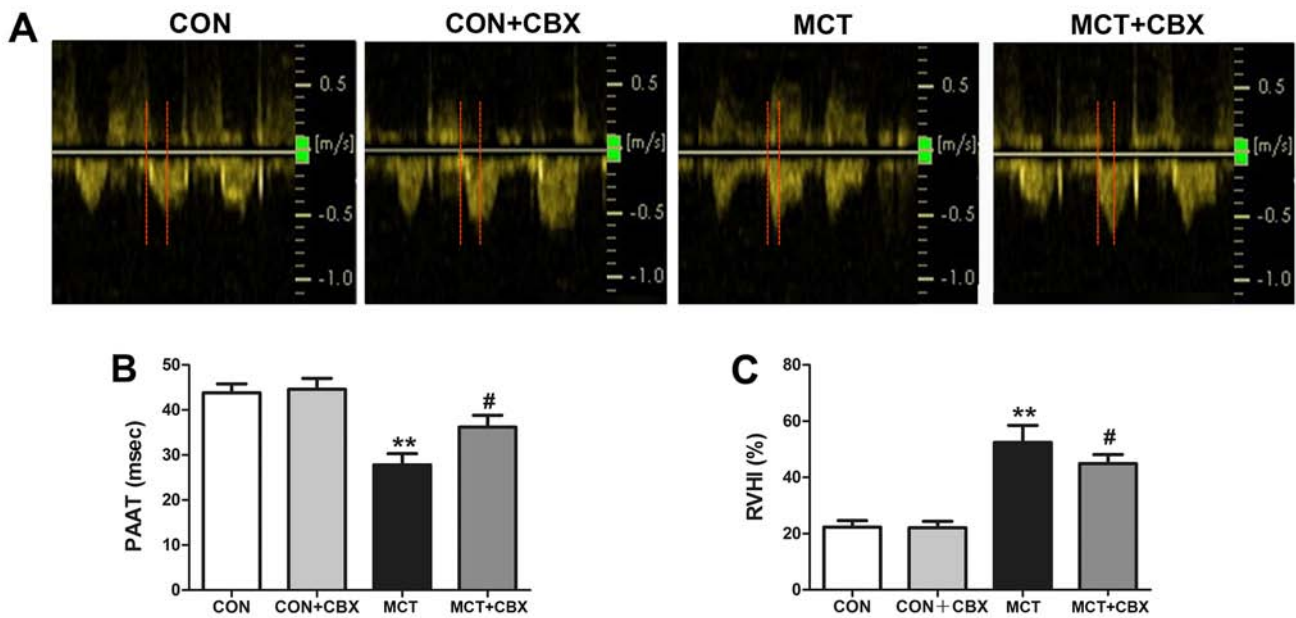 A
CON
CON+CBX
MCT
MCT+CBX
0.5
[m/s]
-0.5
-1.0
0.5
[m/s]
-0.5
-1.0
0.5
[m/s]
-0.5
-1.0
0.5
[m/s]
-0.5
-1.0
B
PAAT (msec)
50
40
30
20
10
0
**
#
CON
CON+CBX
MCT
MCT+CBX
C
RVHI (%)
80
60
40
20
0
**
#
CON
CON+CBX
MCT
MCT+CBX